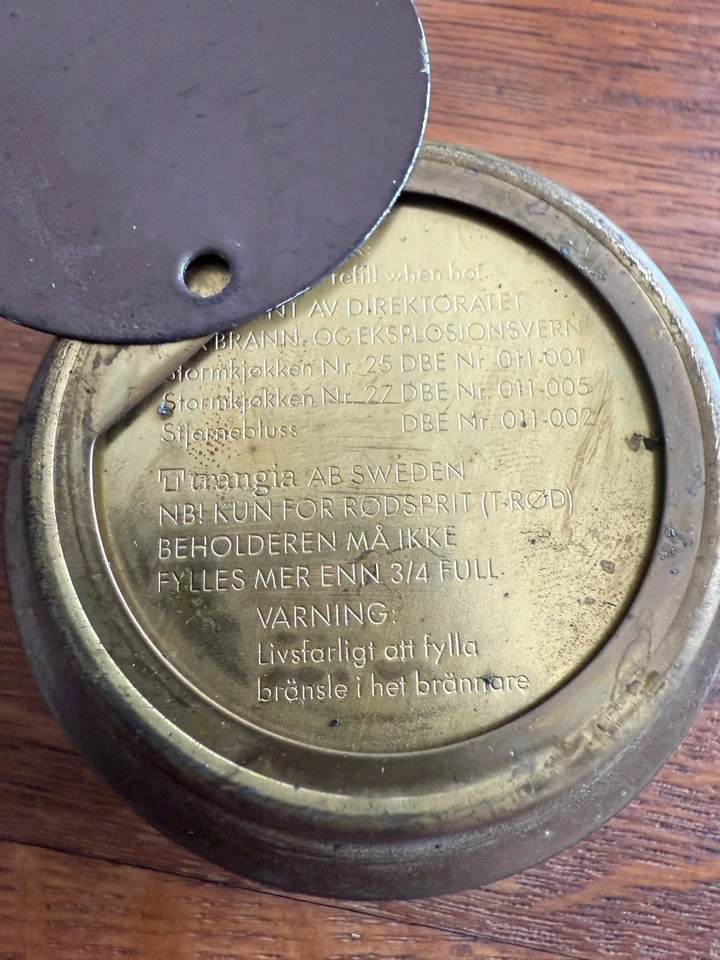 refill when hot.
AV DIREKTORATET
BRANN- OG EKSPLOSJONSVERN
Stormkjøkken Nr. 25 DBE Nr. 011-001
Stormkjøkken Nr. 27 DBE Nr. 011-005
Stjernebluss DBE Nr. 011-002
trangia AB SWEDEN
NB! KUN FOR RØDSPRIT (T-RØD)
BEHOLDEREN MÅ IKKE
FYLLES MER ENN 3/4 FULL
VARNING:
Livsfarligt att fylla
bränsle i het brännare